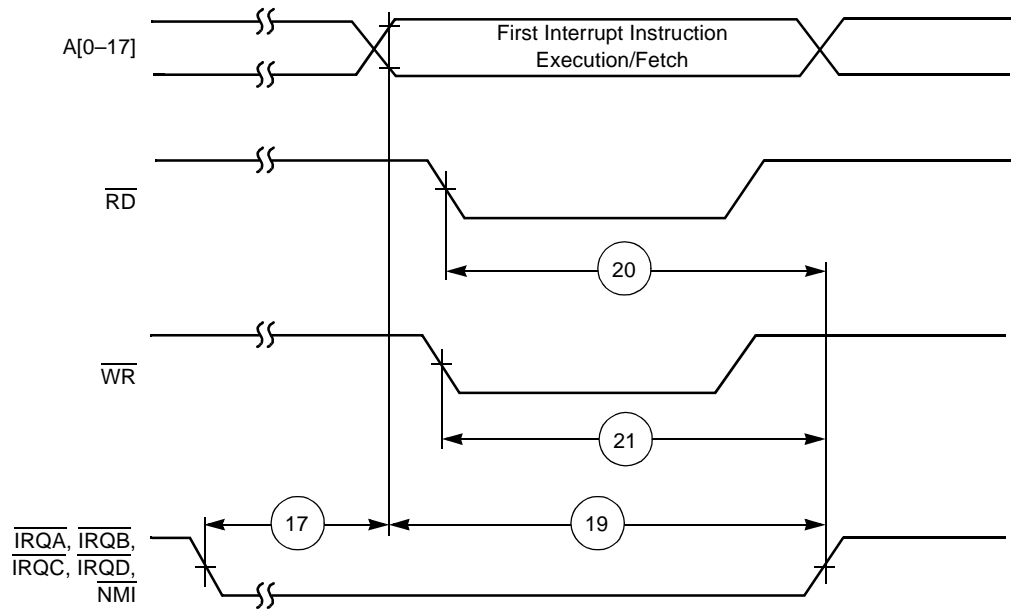 A[0–17]
First Interrupt Instruction
Execution/Fetch
RD
20
WR
21
17
19
IRQA, IRQB,
IRQC, IRQD,
NMI